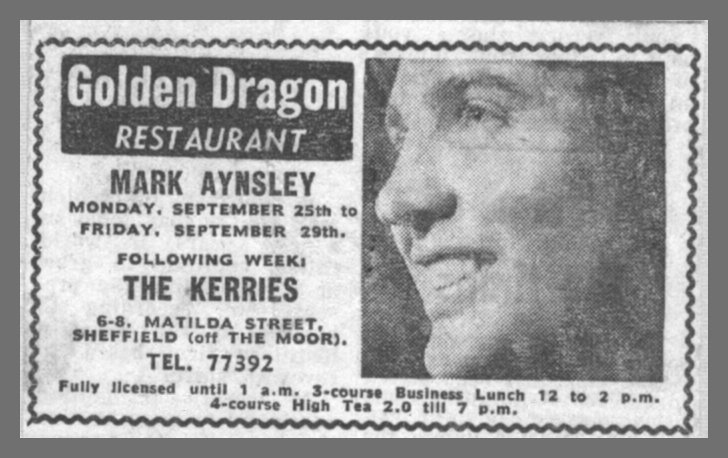 Golden Dragon
RESTAURANT
MARK AYNSLEY
MONDAY, SEPTEMBER 25th to
FRIDAY, SEPTEMBER 29th.
FOLLOWING WEEK:
THE KERRIES
6-8, MATILDA STREET,
SHEFFIELD (off THE MOOR).
TEL. 77392
Fully licensed until 1 a.m. 3-course Business Lunch 12 to 2 p.m.
4-course High Tea 2.0 till 7 p.m.